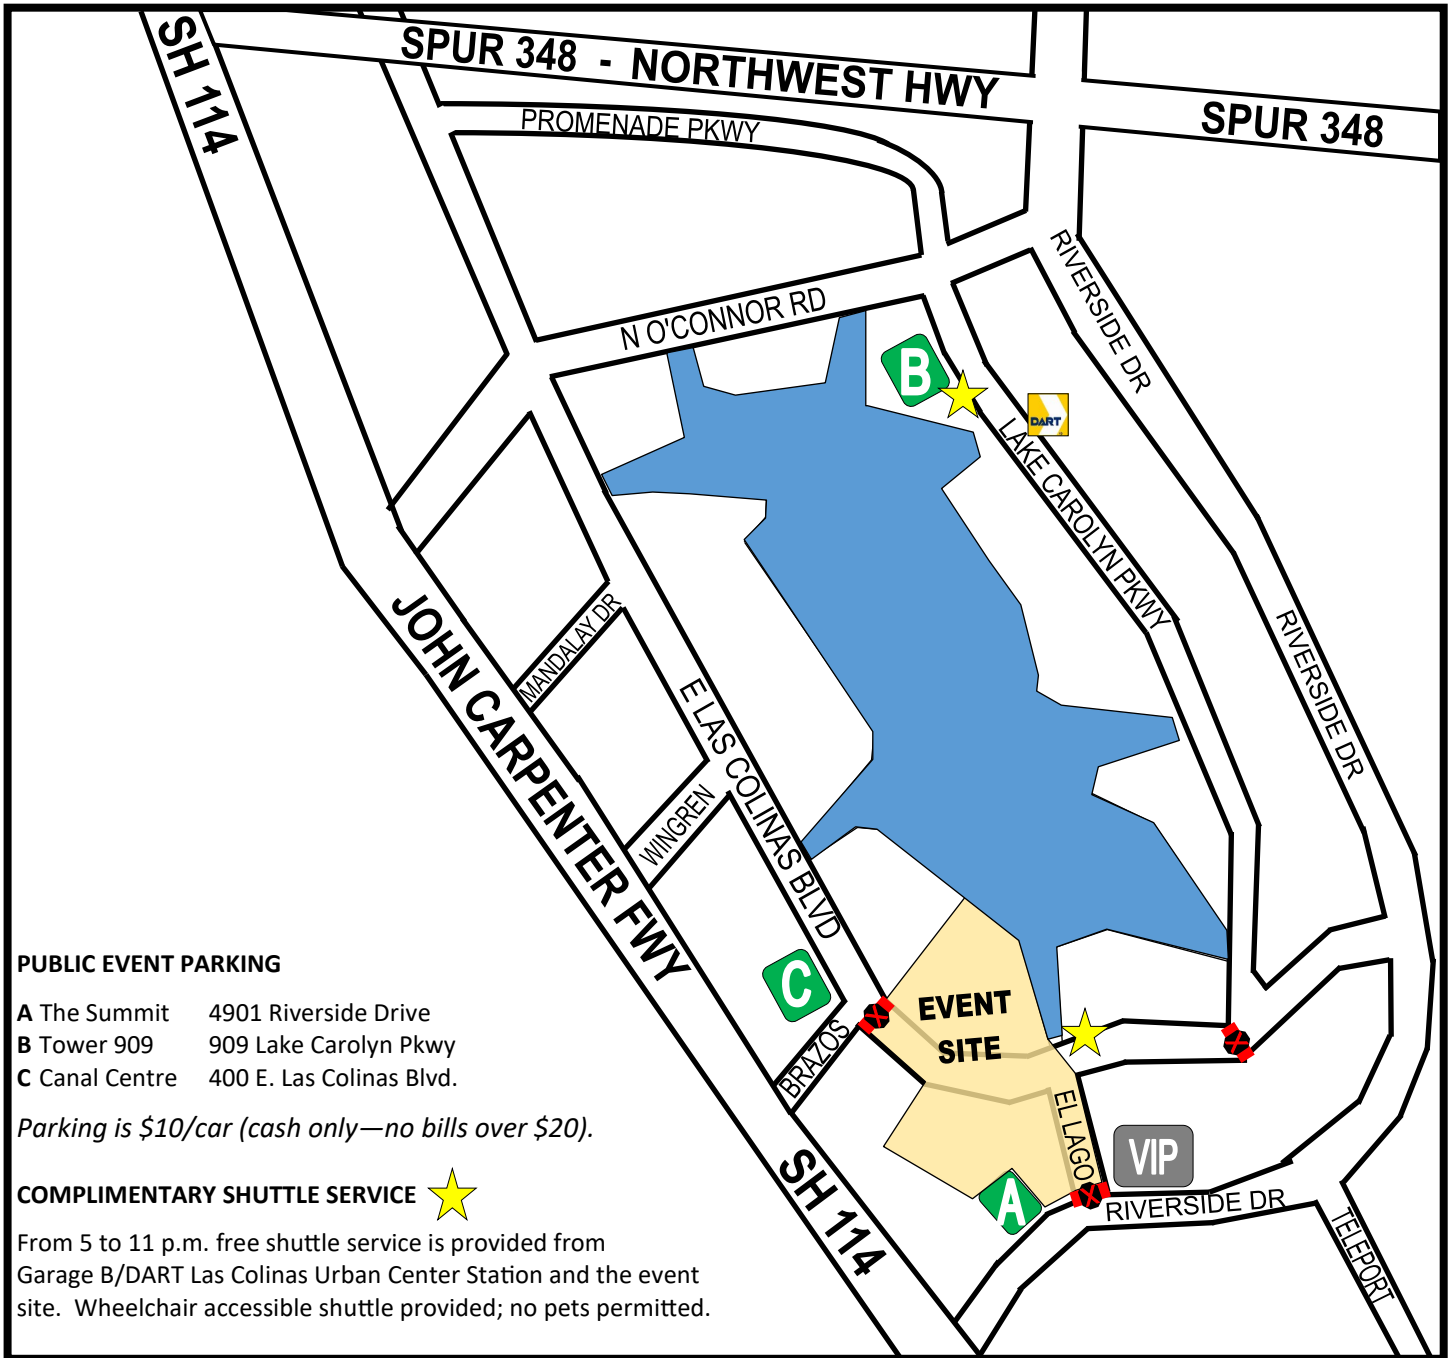 SH 114
SPUR 348 - NORTHWEST HWY
SPUR 348
PROMENADE PKWY
N O'CONNOR RD
RIVERSIDE DR
B
DART
LAKE CAROLYN PKWY
MANDALAY DR
JOHN CARPENTER FWY
E LAS COLINAS BLVD
RIVERSIDE DR
WINGREN
C
BRAZOS
EVENT
SITE
EL LAGO
VIP
A
RIVERSIDE DR
TELEPORT
SH 114
PUBLIC EVENT PARKING
A The Summit 4901 Riverside Drive
B Tower 909 909 Lake Carolyn Pkwy
C Canal Centre 400 E. Las Colinas Blvd.
Parking is $10/car (cash only—no bills over $20).
COMPLIMENTARY SHUTTLE SERVICE
From 5 to 11 p.m. free shuttle service is provided from
Garage B/DART Las Colinas Urban Center Station and the event
site. Wheelchair accessible shuttle provided; no pets permitted.